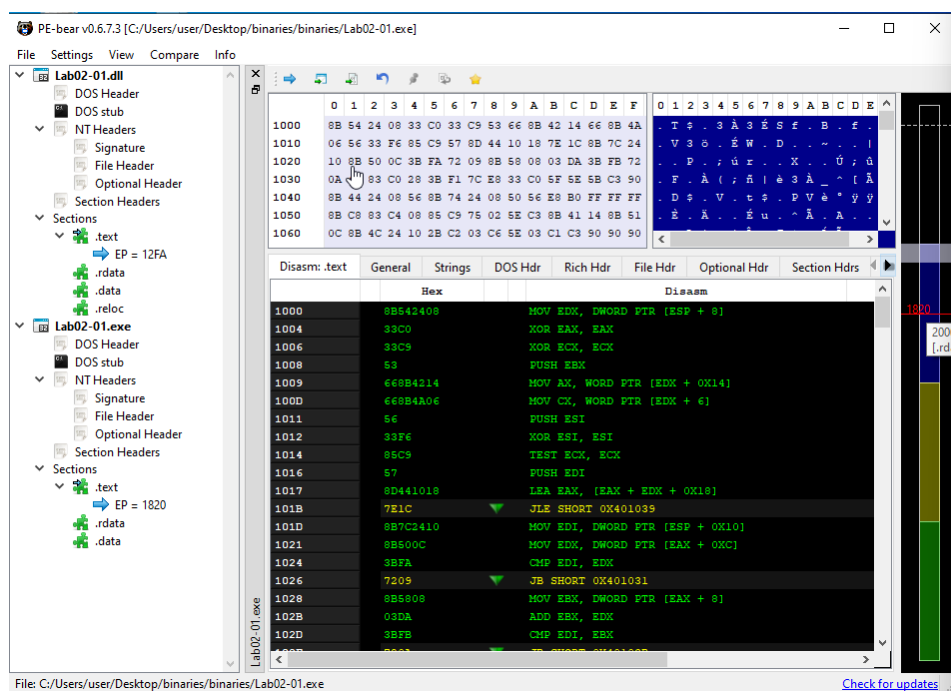 PE-bear v0.6.7.3 [C:/Users/user/Desktop/binaries/binaries/Lab02-01.exe]
File Settings View Compare Info
Lab02-01.dll
DOS Header
DOS stub
NT Headers
Signature
File Header
Optional Header
Section Headers
Sections
.text
EP = 12FA
.rdata
.data
.reloc
Lab02-01.exe
DOS Header
DOS stub
NT Headers
Signature
File Header
Optional Header
Section Headers
Sections
.text
EP = 1820
.rdata
.data
Lab02-01.exe
0 1 2 3 4 5 6 7 8 9 A B C D E F 0 1 2 3 4 5 6 7 8 9 A B C D E
1000 8B 54 24 08 33 C0 33 C9 53 66 8B 42 14 66 8B 4A . T $ . 3 À 3 É S f . B . f .
1010 06 56 33 F6 85 C9 57 8D 44 10 18 7E 1C 8B 7C 24 . V 3 ö . É W . D . . ~ . . |
1020 10 8B 50 0C 3B FA 72 09 8B 58 08 03 DA 3B FB 72 . . P . ; ú r . . X . . Ú ; û
1030 0A 83 C0 28 3B F1 7C E8 33 C0 5F 5E 5B C3 90 . F . À ( ; ñ | è 3 À _ ^ [ Ã
1040 8B 44 24 08 56 8B 74 24 08 50 56 E8 B0 FF FF FF . D $ . V . t $ . P V è ° ÿ ÿ
1050 8B C8 83 C4 08 85 C9 75 02 5E C3 8B 41 14 8B 51 . È . Ä . . É u . ^ Ã . A .
1060 0C 8B 4C 24 10 2B C2 03 C6 5E 03 C1 C3 90 90 90
Disasm: .text General Strings DOS Hdr Rich Hdr File Hdr Optional Hdr Section Hdrs
Hex Disasm
1000 8B542408 MOV EDX, DWORD PTR [ESP + 8]
1004 33C0 XOR EAX, EAX
1006 33C9 XOR ECX, ECX
1008 53 PUSH EBX
1009 668B4214 MOV AX, WORD PTR [EDX + 0X14]
100D 668B4A06 MOV CX, WORD PTR [EDX + 6]
1011 56 PUSH ESI
1012 33F6 XOR ESI, ESI
1014 85C9 TEST ECX, ECX
1016 57 PUSH EDI
1017 8D441018 LEA EAX, [EAX + EDX + 0X18]
101B 7E1C JLE SHORT 0X401039
101D 8B7C2410 MOV EDI, DWORD PTR [ESP + 0X10]
1021 8B500C MOV EDX, DWORD PTR [EAX + 0XC]
1024 3BFA CMP EDI, EDX
1026 7209 JB SHORT 0X401031
1028 8B5808 MOV EBX, DWORD PTR [EAX + 8]
102B 03DA ADD EBX, EDX
102D 3BFB CMP EDI, EBX
1820
[.rd
File: C:/Users/user/Desktop/binaries/binaries/Lab02-01.exe Check for updates